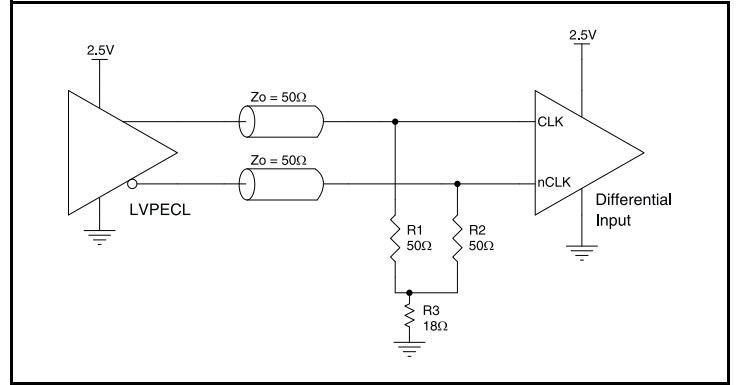 2.5V
2.5V
Zo = 50Ω
CLK
Zo = 50Ω
nCLK
LVPECL
Differential
Input
R1
50Ω
R2
50Ω
R3
18Ω